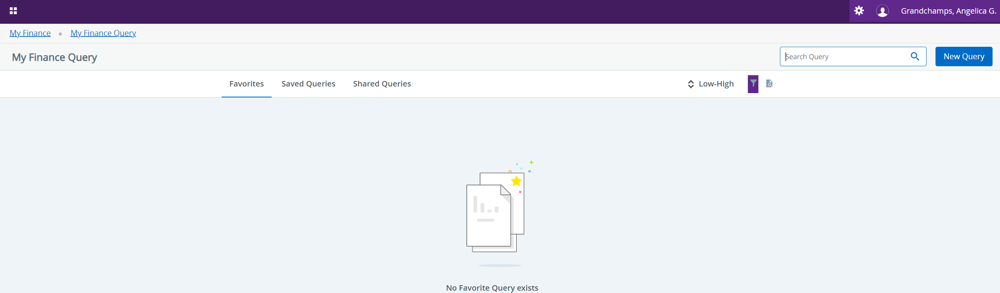 Grandchamps, Angelica G.
My Finance My Finance Query
My Finance Query
Search Query
New Query
Favorites Saved Queries Shared Queries Low-High
No Favorite Query exists